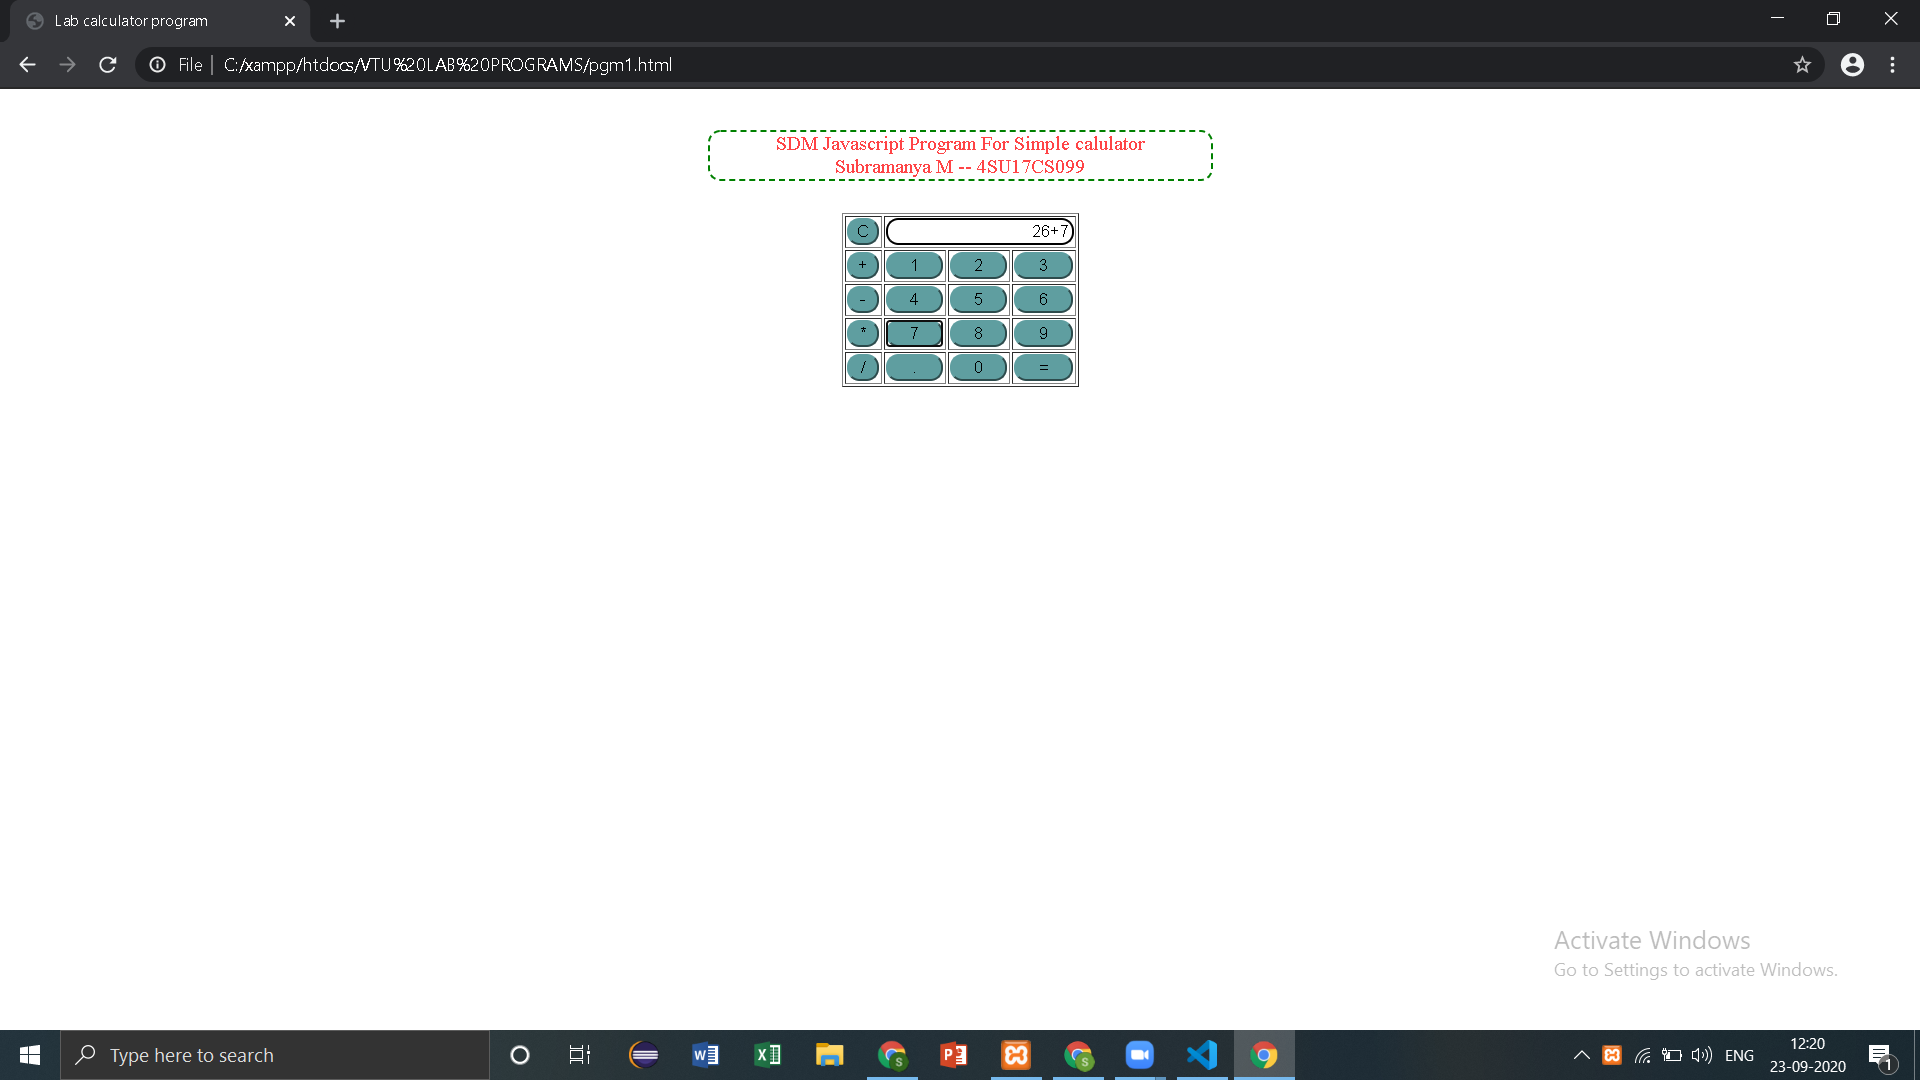 Lab calculator program
File | C:/xampp/htdocs/VTU%20LAB%20PROGRAMS/pgm1.html
SDM Javascript Program For Simple calulator
Subramanya M -- 4SU17CS099
C 26+7
+ 1 2 3
- 4 5 6
* 7 8 9
/ . 0 =
Activate Windows
Go to Settings to activate Windows.
Type here to search
ENG
12:20
23-09-2020
1